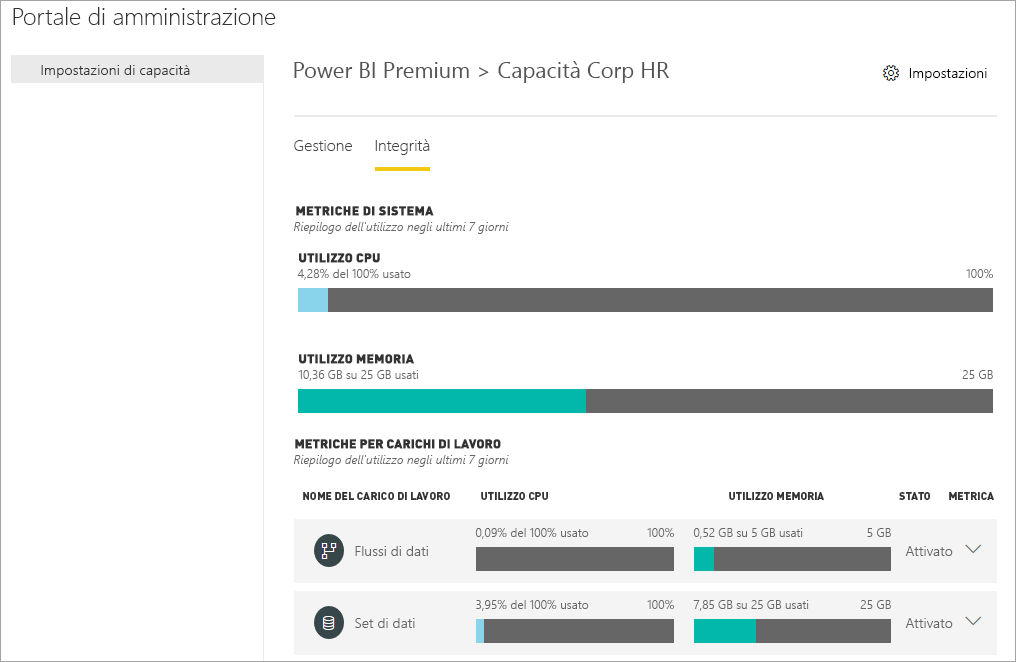 Portale di amministrazione
Impostazioni di capacità
Power BI Premium > Capacità Corp HR
Impostazioni
Gestione
Integrità
METRICHE DI SISTEMA
Riepilogo dell'utilizzo negli ultimi 7 giorni
UTILIZZO CPU
4,28% del 100% usato
100%
UTILIZZO MEMORIA
10,36 GB su 25 GB usati
25 GB
METRICHE PER CARICHI DI LAVORO
Riepilogo dell'utilizzo negli ultimi 7 giorni
NOME DEL CARICO DI LAVORO
UTILIZZO CPU
UTILIZZO MEMORIA
STATO
METRICA
Flussi di dati
0,09% del 100% usato
100%
0,52 GB su 5 GB usati
5 GB
Attivato
Set di dati
3,95% del 100% usato
100%
7,85 GB su 25 GB usati
25 GB
Attivato